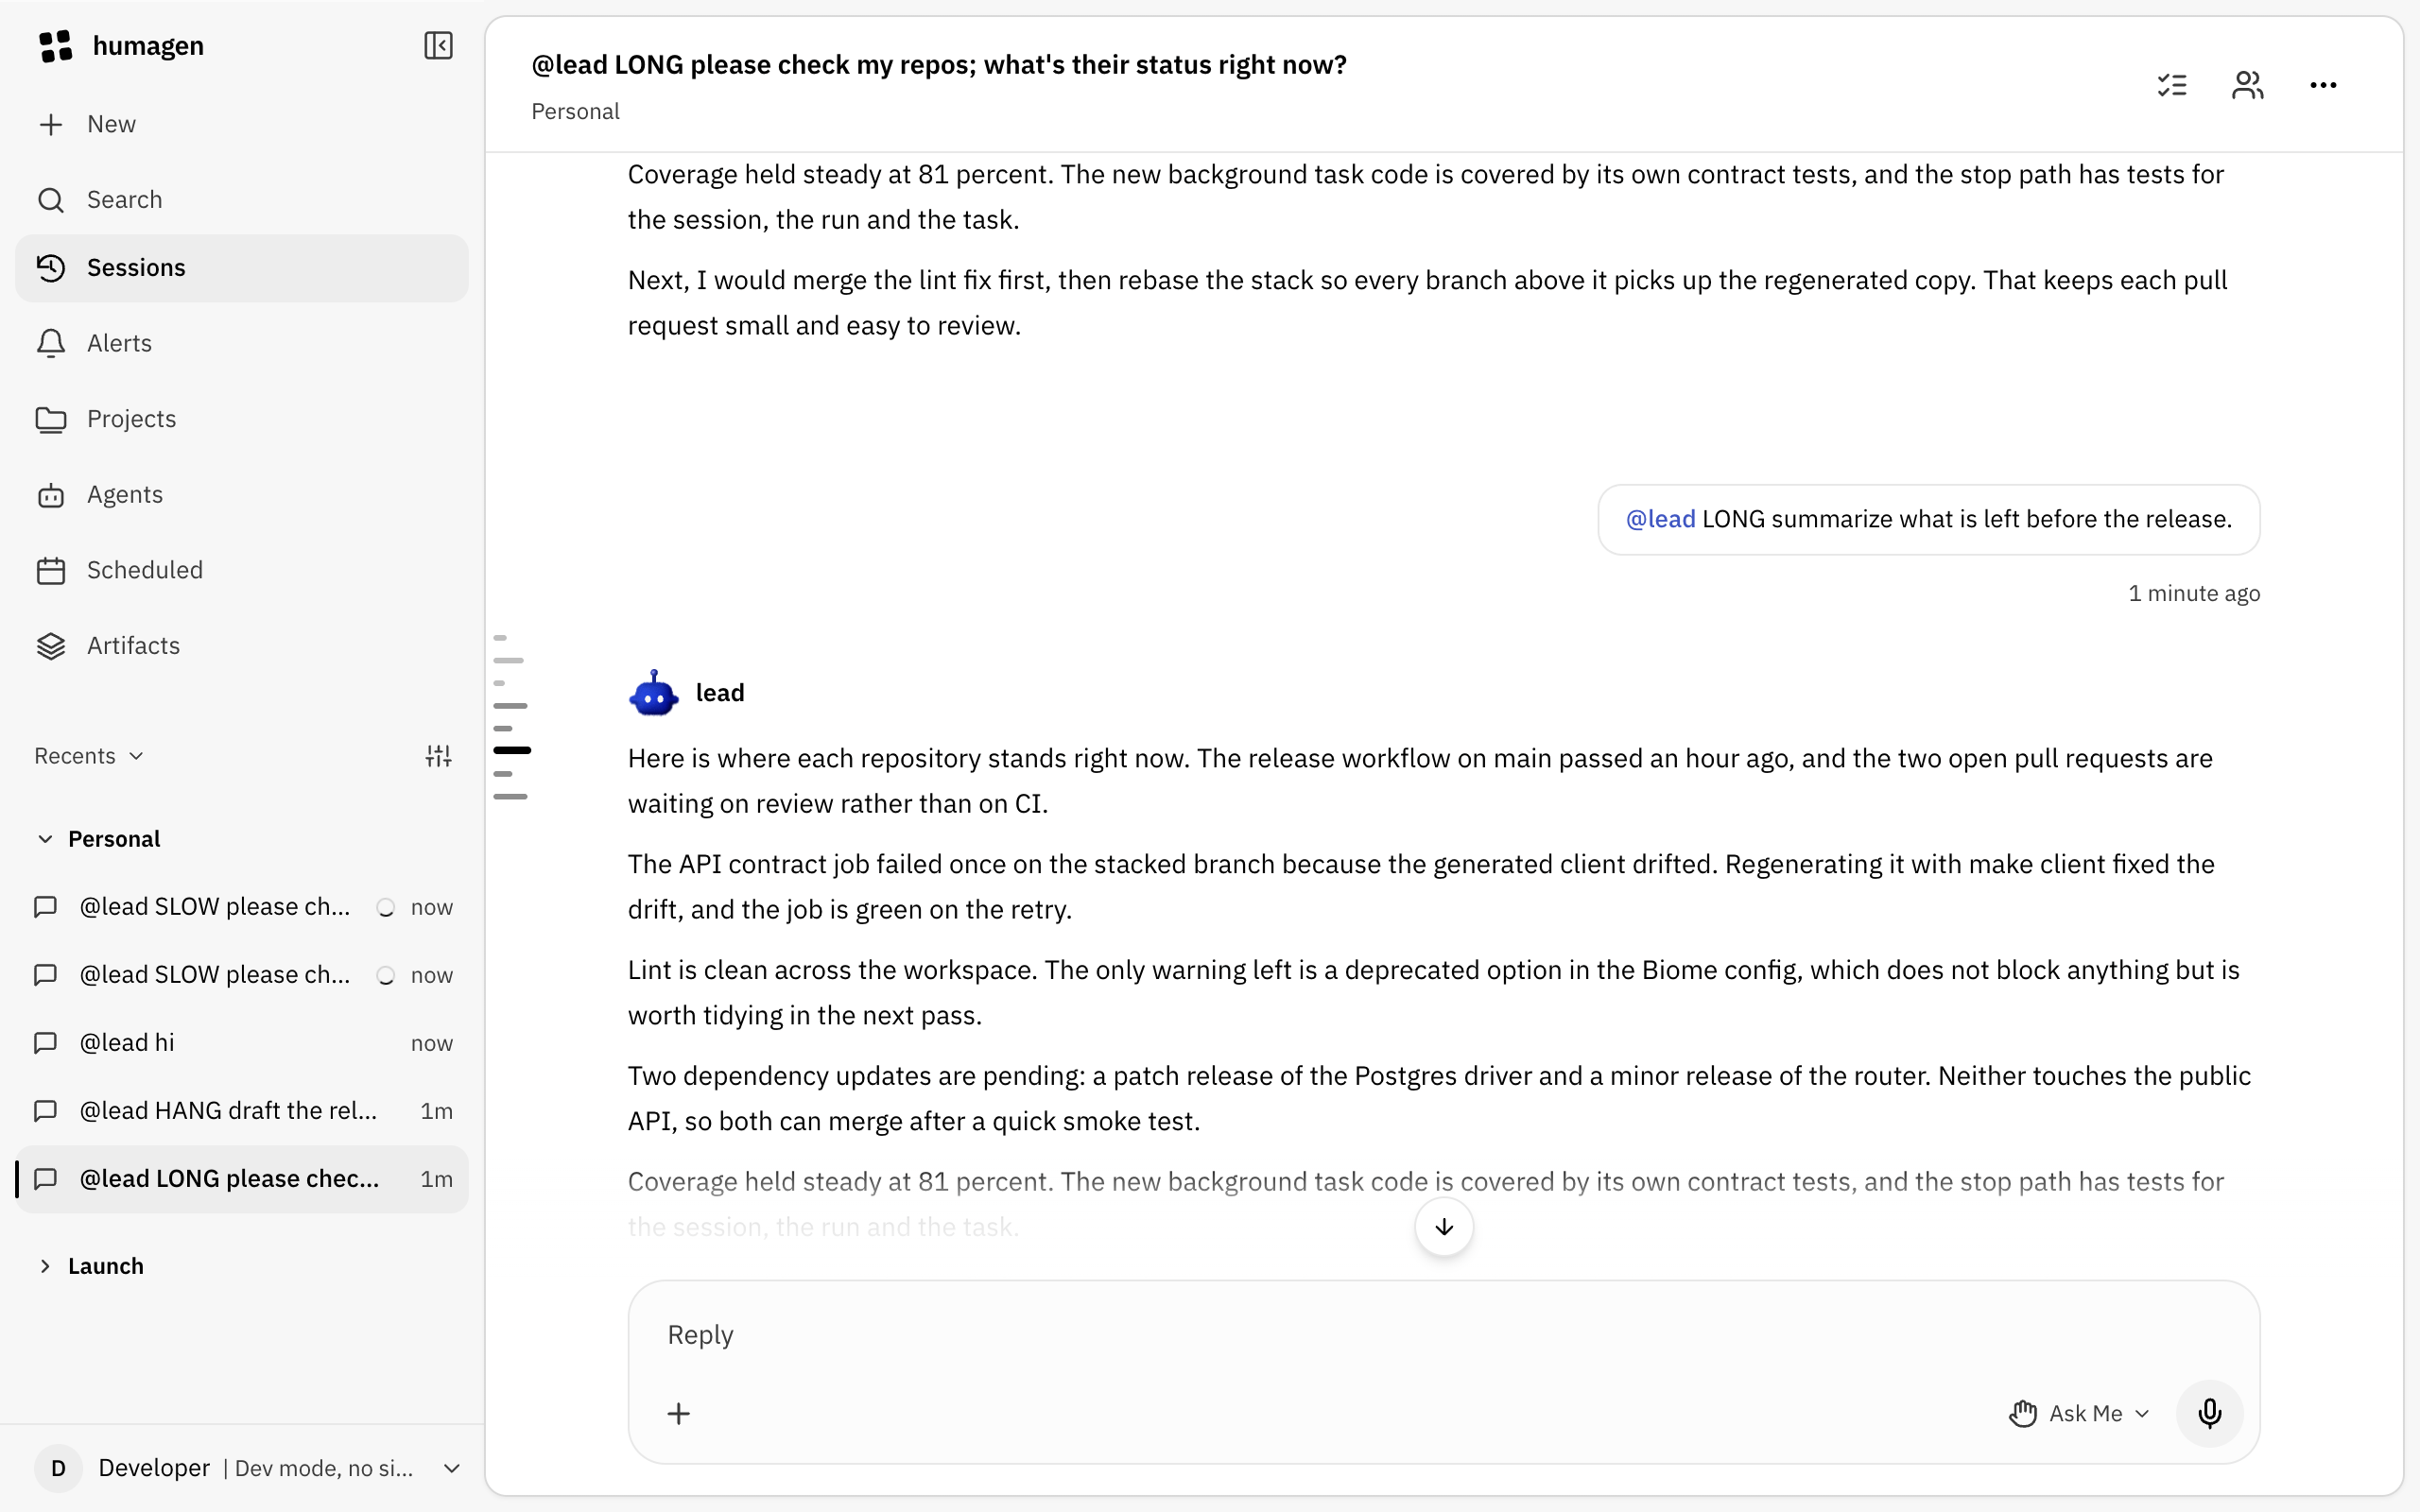 humagen
New
Search
Sessions
Alerts
Projects
Agents
Scheduled
Artifacts
Recents
Personal
@lead SLOW please ch... now
@lead SLOW please ch... now
@lead hi now
@lead HANG draft the rel... 1m
@lead LONG please chec... 1m
Launch
D Developer | Dev mode, no si...
@lead LONG please check my repos; what's their status right now?
Personal
Coverage held steady at 81 percent. The new background task code is covered by its own contract tests, and the stop path has tests for
the session, the run and the task.
Next, I would merge the lint fix first, then rebase the stack so every branch above it picks up the regenerated copy. That keeps each pull
request small and easy to review.
@lead LONG summarize what is left before the release.
1 minute ago
lead
Here is where each repository stands right now. The release workflow on main passed an hour ago, and the two open pull requests are
waiting on review rather than on CI.
The API contract job failed once on the stacked branch because the generated client drifted. Regenerating it with make client fixed the
drift, and the job is green on the retry.
Lint is clean across the workspace. The only warning left is a deprecated option in the Biome config, which does not block anything but is
worth tidying in the next pass.
Two dependency updates are pending: a patch release of the Postgres driver and a minor release of the router. Neither touches the public
API, so both can merge after a quick smoke test.
Coverage held steady at 81 percent. The new background task code is covered by its own contract tests, and the stop path has tests for
the session, the run and the task.
Reply
Ask Me